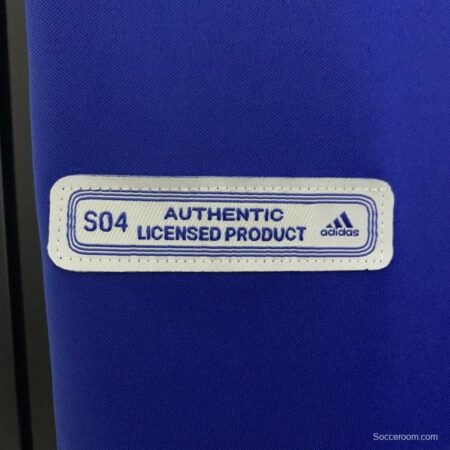 S04
AUTHENTIC
LICENSED PRODUCT
adidas
Socceroom.com